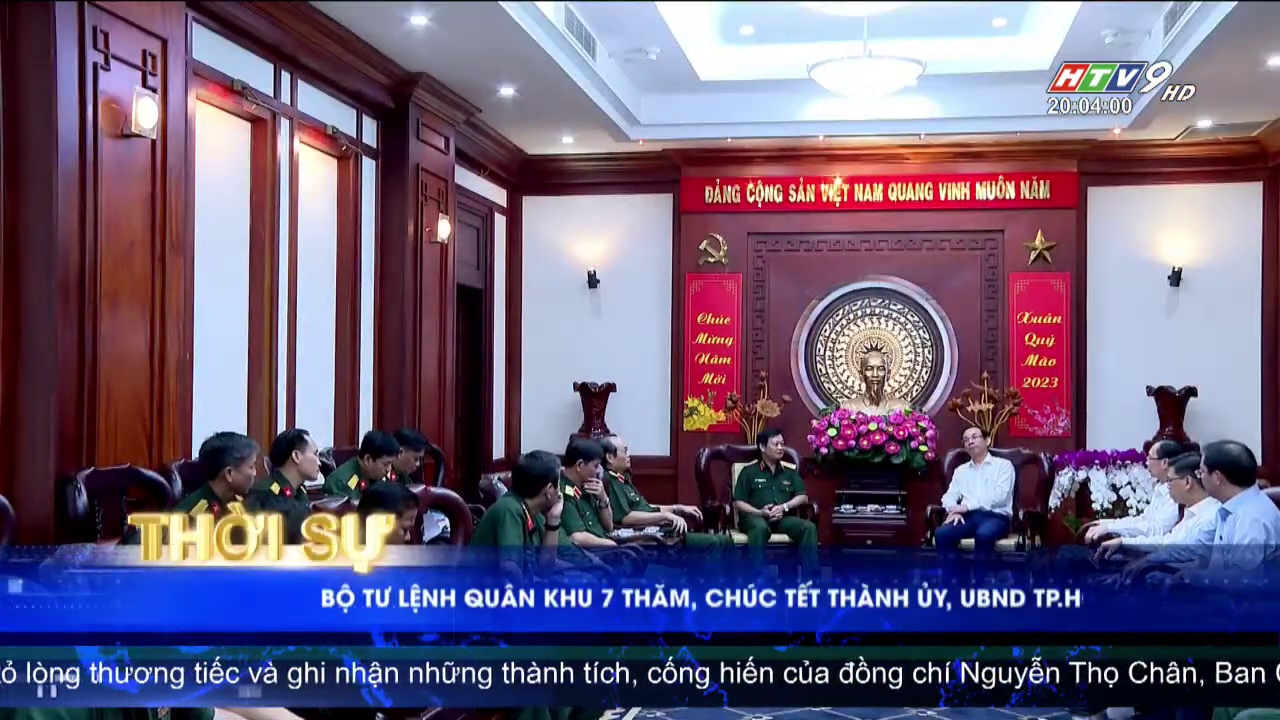 HTV9 HD
20:04:00
ĐẢNG CỘNG SẢN VIỆT NAM QUANG VINH MUÔN NĂM
Chúc
Mừng
Năm
Mới
Xuân
Quý
Mão
2023
THỜI SỰ
BỘ TƯ LỆNH QUÂN KHU 7 THĂM, CHÚC TẾT THÀNH ỦY, UBND TP.H
lòng thương tiếc và ghi nhận những thành tích, cống hiến của đồng chí Nguyễn Thọ Chân, Ban